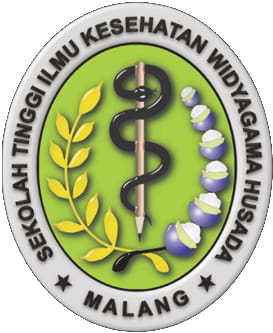 SEKOLAH TINGGI ILMU KESEHATAN WIDYAGAMA HUSADA
★ MALANG ★